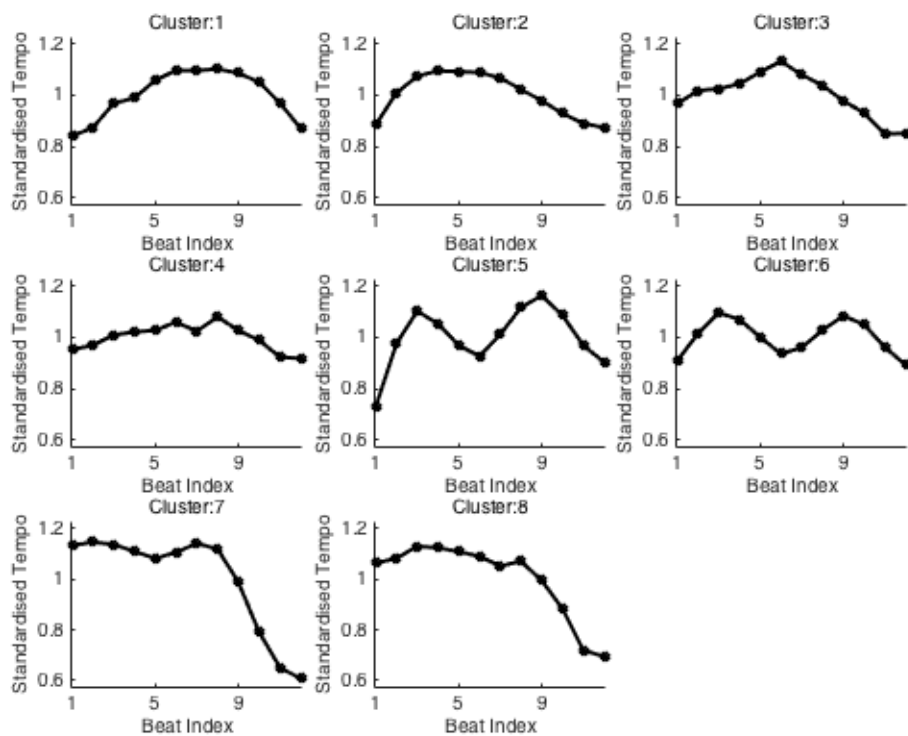 Cluster:1
Standardised Tempo
1.2
1
0.8
0.6
1
5
9
Beat Index
Cluster:2
Standardised Tempo
1.2
1
0.8
0.6
1
5
9
Beat Index
Cluster:3
Standardised Tempo
1.2
1
0.8
0.6
1
5
9
Beat Index
Cluster:4
Standardised Tempo
1.2
1
0.8
0.6
1
5
9
Beat Index
Cluster:5
Standardised Tempo
1.2
1
0.8
0.6
1
5
9
Beat Index
Cluster:6
Standardised Tempo
1.2
1
0.8
0.6
1
5
9
Beat Index
Cluster:7
Standardised Tempo
1.2
1
0.8
0.6
1
5
9
Beat Index
Cluster:8
Standardised Tempo
1.2
1
0.8
0.6
1
5
9
Beat Index